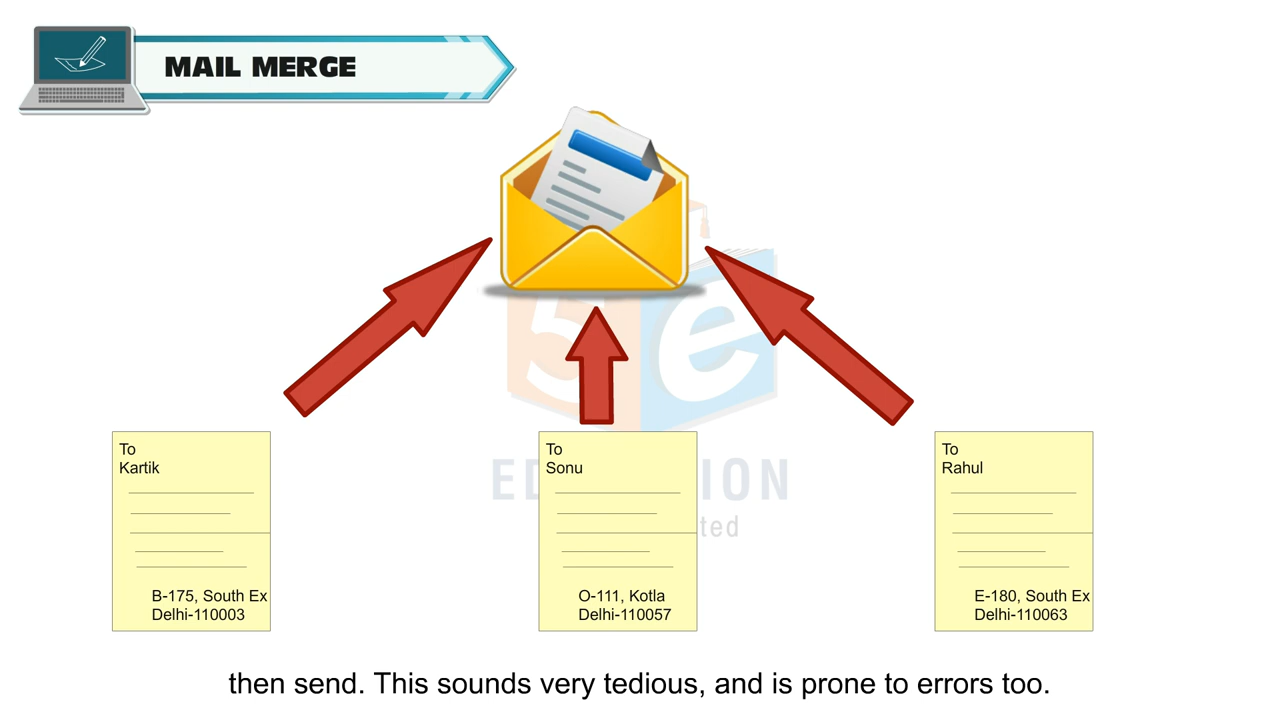 MAIL MERGE
To
Kartik
B-175, South Ex
Delhi-110003
To
Sonu
O-111, Kotla
Delhi-110057
To
Rahul
E-180, South Ex
Delhi-110063
then send. This sounds very tedious, and is prone to errors too.